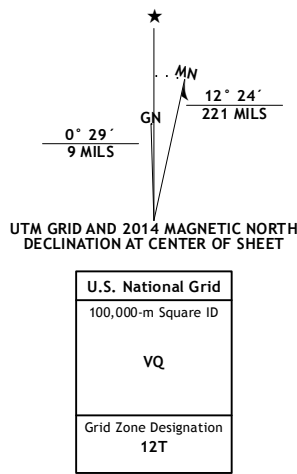 ★
MN
GN
12° 24´
221 MILS
0° 29´
9 MILS
UTM GRID AND 2014 MAGNETIC NORTH
DECLINATION AT CENTER OF SHEET
U.S. National Grid
100,000-m Square ID
VQ
Grid Zone Designation
12T